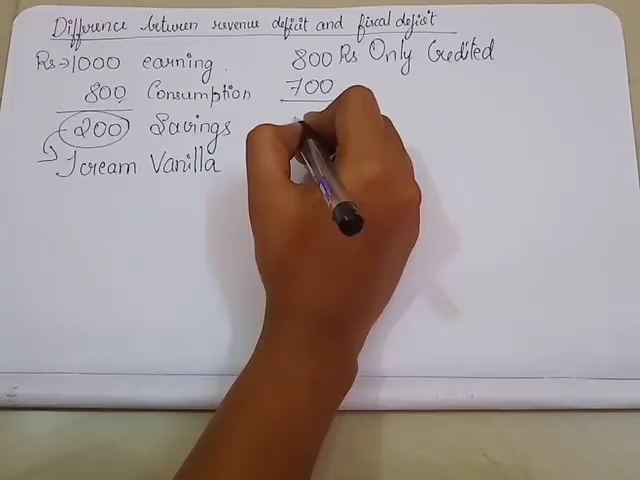 Difference between revenue deficit and fiscal deficit
Rs → 1000 earning.
800 Consumption
200 Savings
Icream Vanilla
800 Rs Only Credited
700